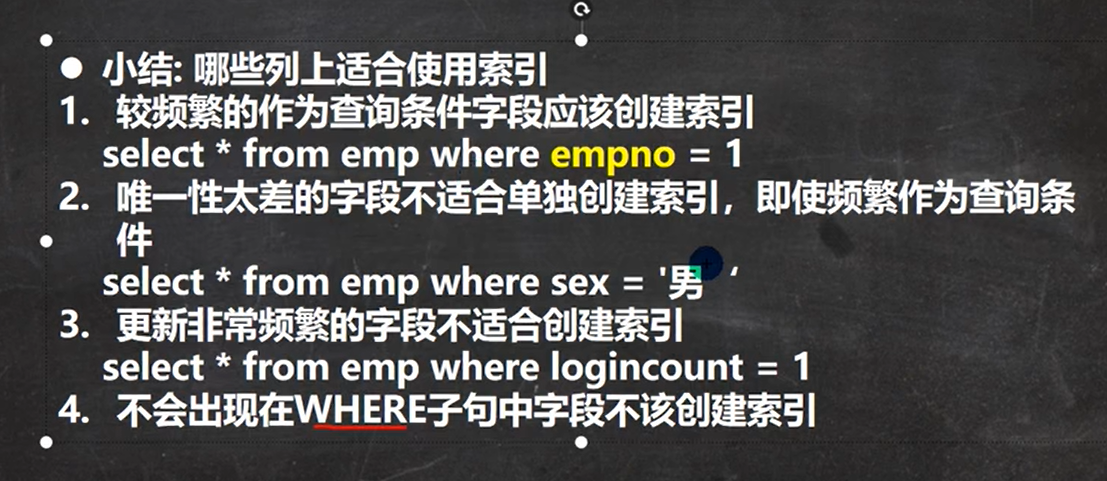 ● 小结: 哪些列上适合使用索引
1. 较频繁的作为查询条件字段应该创建索引
select * from emp where empno = 1
2. 唯一性太差的字段不适合单独创建索引，即使频繁作为查询条
件
select * from emp where sex = '男 ‘
3. 更新非常频繁的字段不适合创建索引
select * from emp where logincount = 1
4. 不会出现在WHERE子句中字段不该创建索引